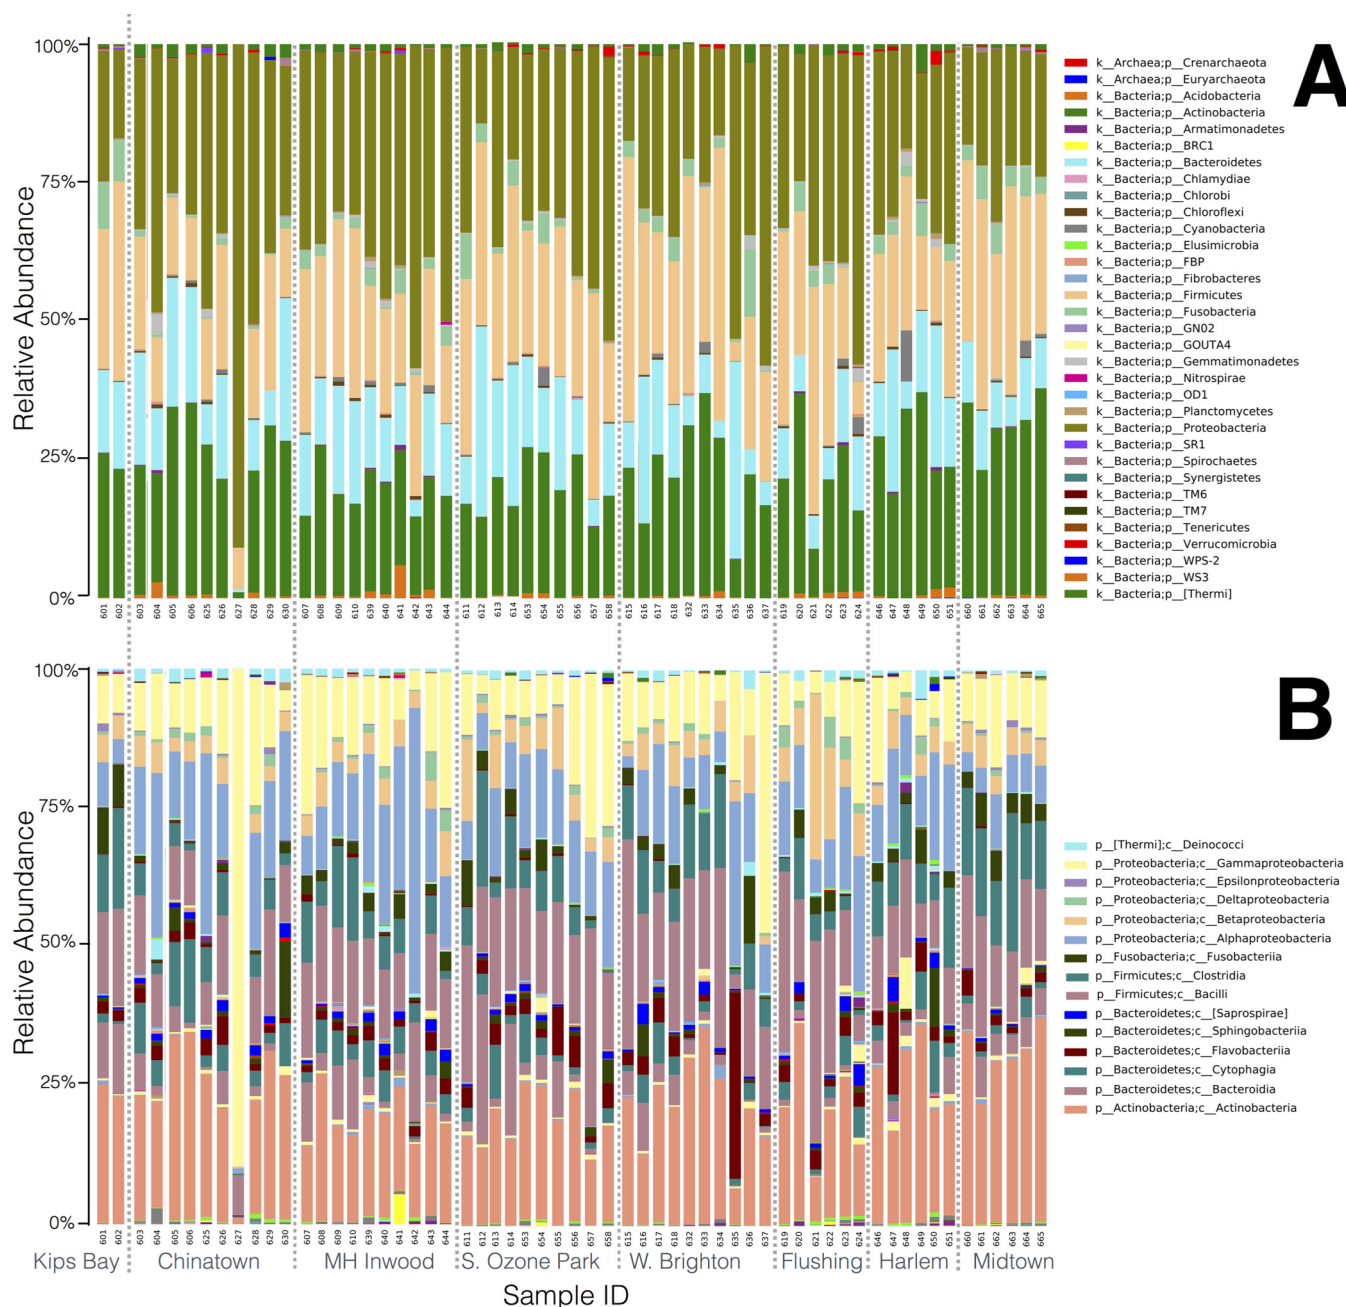 A
100%
75%
50%
25%
0%
Relative Abundance
601 602 603 604 605 606 625 626 627 628 629 630 607 608 609 610 639 640 641 642 643 644 611 612 613 614 653 654 655 656 657 658 615 616 617 618 632 633 634 635 636 637 619 620 621 622 623 624 646 647 648 649 650 651 660 661 662 663 664 665
k__Archaea;p__Crenarchaeota
k__Archaea;p__Euryarchaeota
k__Bacteria;p__Acidobacteria
k__Bacteria;p__Actinobacteria
k__Bacteria;p__Armatimonadetes
k__Bacteria;p__BRC1
k__Bacteria;p__Bacteroidetes
k__Bacteria;p__Chlamydiae
k__Bacteria;p__Chlorobi
k__Bacteria;p__Chloroflexi
k__Bacteria;p__Cyanobacteria
k__Bacteria;p__Elusimicrobia
k__Bacteria;p__FBP
k__Bacteria;p__Fibrobacteres
k__Bacteria;p__Firmicutes
k__Bacteria;p__Fusobacteria
k__Bacteria;p__GN02
k__Bacteria;p__GOUTA4
k__Bacteria;p__Gemmatimonadetes
k__Bacteria;p__Nitrospirae
k__Bacteria;p__OD1
k__Bacteria;p__Planctomycetes
k__Bacteria;p__Proteobacteria
k__Bacteria;p__SR1
k__Bacteria;p__Spirochaetes
k__Bacteria;p__Synergistetes
k__Bacteria;p__TM6
k__Bacteria;p__TM7
k__Bacteria;p__Tenericutes
k__Bacteria;p__Verrucomicrobia
k__Bacteria;p__WPS-2
k__Bacteria;p__WS3
k__Bacteria;p__[Thermi]
B
100%
75%
50%
25%
0%
Relative Abundance
p__[Thermi];c__Deinococci
p__Proteobacteria;c__Gammaproteobacteria
p__Proteobacteria;c__Epsilonproteobacteria
p__Proteobacteria;c__Deltaproteobacteria
p__Proteobacteria;c__Betaproteobacteria
p__Proteobacteria;c__Alphaproteobacteria
p__Fusobacteria;c__Fusobacteriia
p__Firmicutes;c__Clostridia
p__Firmicutes;c__Bacilli
p__Bacteroidetes;c__[Saprospirae]
p__Bacteroidetes;c__Sphingobacteriia
p__Bacteroidetes;c__Flavobacteriia
p__Bacteroidetes;c__Cytophagia
p__Bacteroidetes;c__Bacteroidia
p__Actinobacteria;c__Actinobacteria
601 602 603 604 605 606 625 626 627 628 629 630 607 608 609 610 639 640 641 642 643 644 611 612 613 614 653 654 655 656 657 658 615 616 617 618 632 633 634 635 636 637 619 620 621 622 623 624 646 647 648 649 650 651 660 661 662 663 664 665
Kips Bay Chinatown MH Inwood S. Ozone Park W. Brighton Flushing Harlem Midtown
Sample ID